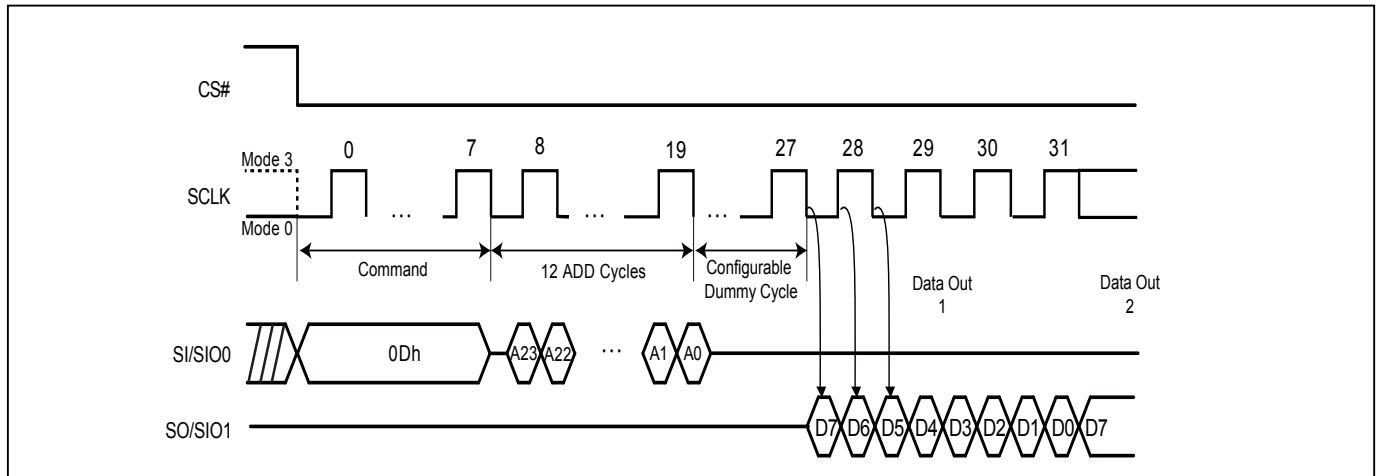 CS#
0 7 8 19 27 28 29 30 31
Mode 3
SCLK
... ... ...
Mode 0
Command
12 ADD Cycles
Configurable
Dummy Cycle
Data Out
1
Data Out
2
SI/SIO0
0Dh
A23 A22 ... A1 A0
SO/SIO1
D7 D6 D5 D4 D3 D2 D1 D0 D7